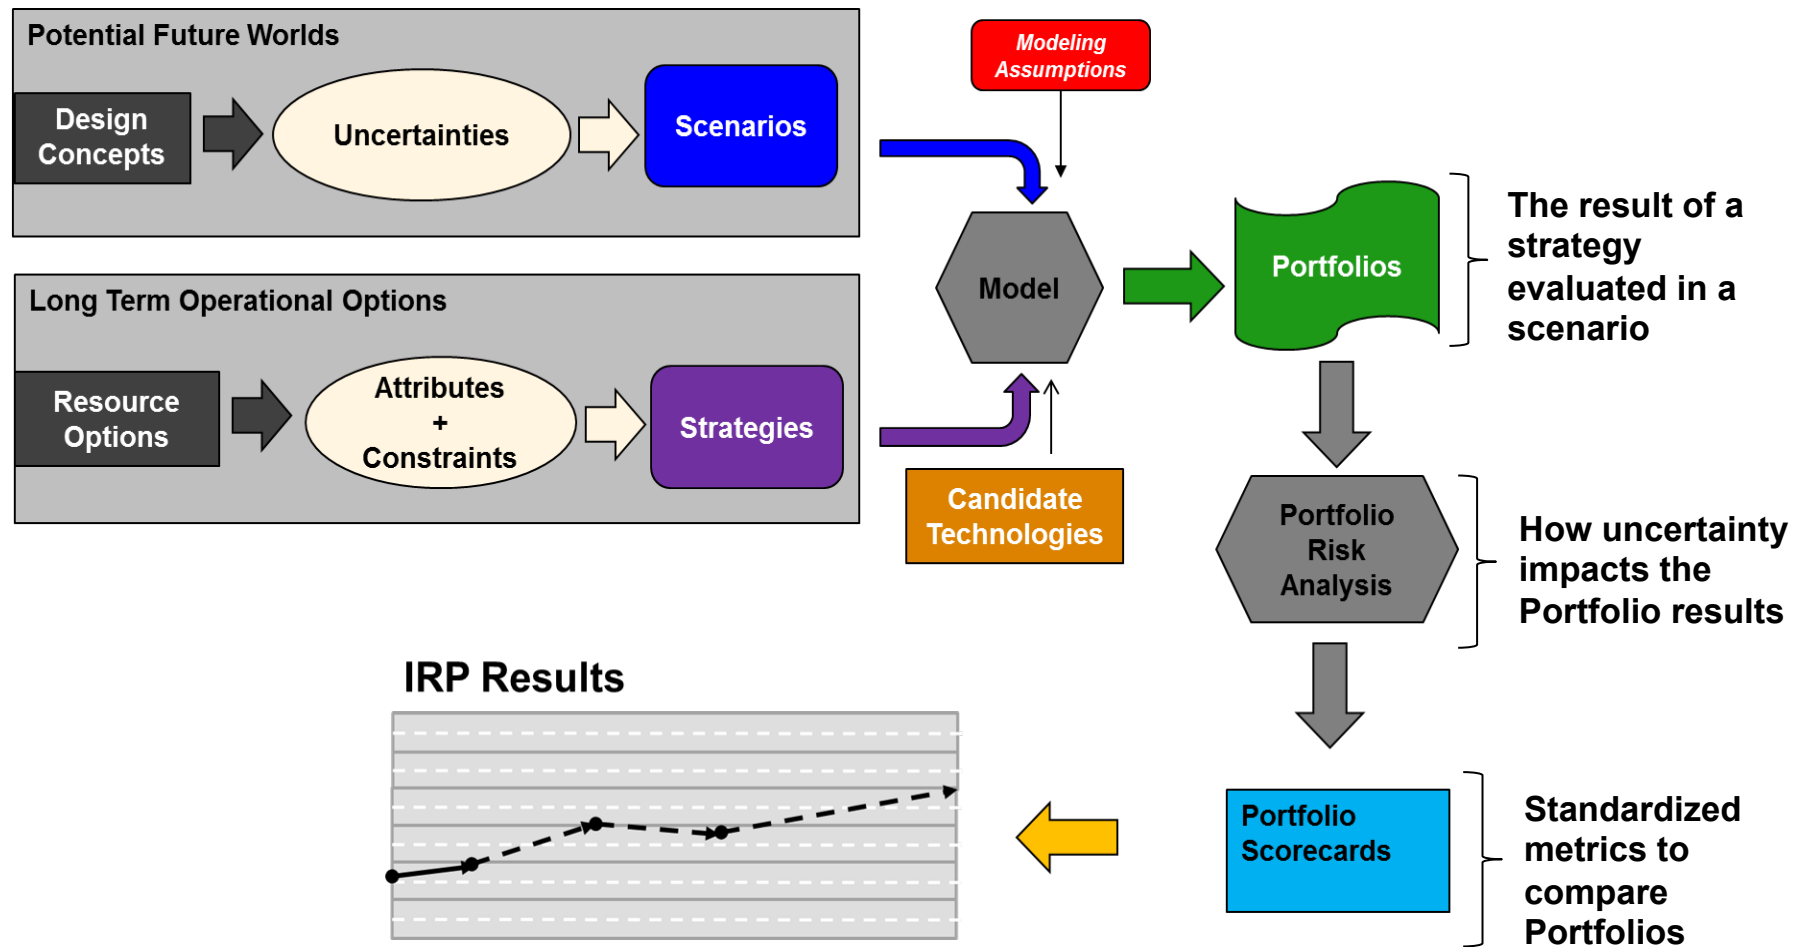 Potential Future Worlds
Design
Concepts
Uncertainties
Scenarios
Modeling
Assumptions
Long Term Operational Options
Resource
Options
Attributes
+
Constraints
Strategies
Candidate
Technologies
Model
Portfolios
The result of a
strategy
evaluated in a
scenario
Portfolio
Risk
Analysis
How uncertainty
impacts the
Portfolio results
Portfolio
Scorecards
Standardized
metrics to
compare
Portfolios
IRP Results